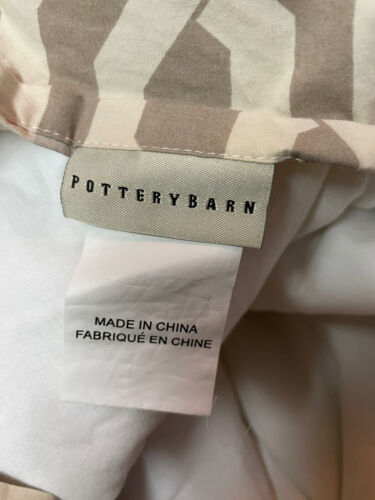 POTTERYBARN
MADE IN CHINA
FABRIQUÉ EN CHINE